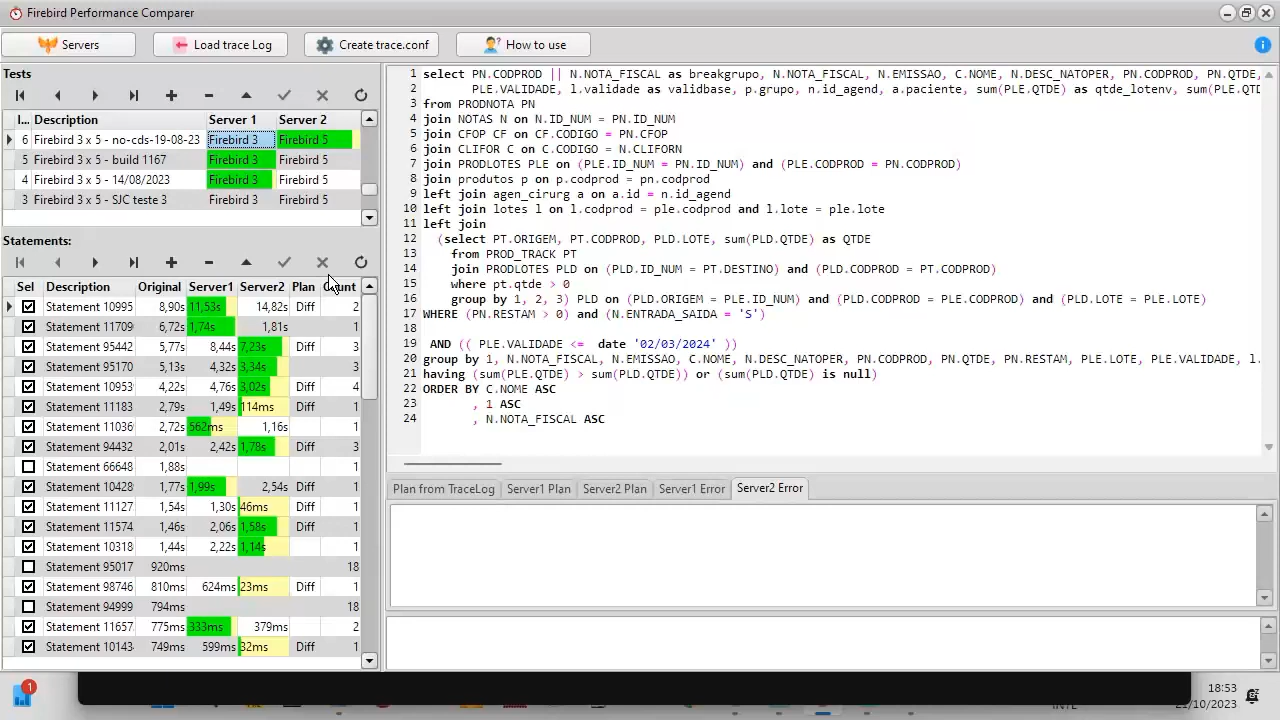 Firebird Performance Comparer
Servers
Load trace Log
Create trace.conf
How to use
Tests
I... Description Server 1 Server 2
6 Firebird 3 x 5 - no-cds-19-08-23 Firebird 3 Firebird 5
5 Firebird 3 x 5 - build 1167 Firebird 3 Firebird 5
4 Firebird 3 x 5 - 14/08/2023 Firebird 3 Firebird 5
3 Firebird 3 x 5 - SJC teste 3 Firebird 3 Firebird 5
Statements:
Sel Description Original Server1 Server2 Plan Count
Statement 10995 8,90s 11,53s 14,82s Diff 2
Statement 11709 6,72s 1,74s 1,81s 1
Statement 95442 5,77s 8,44s 7,23s Diff 3
Statement 95170 5,13s 4,32s 3,34s 3
Statement 10953 4,22s 4,76s 3,02s Diff 4
Statement 11183 2,79s 1,49s 114ms Diff 1
Statement 11036 2,72s 562ms 1,16s 1
Statement 94432 2,01s 2,42s 1,78s Diff 3
Statement 66648 1,88s 1
Statement 10428 1,77s 1,99s 2,54s Diff 1
Statement 11127 1,54s 1,30s 46ms Diff 1
Statement 11574 1,46s 2,06s 1,58s Diff 1
Statement 10318 1,44s 2,22s 1,14s 1
Statement 95017 920ms 18
Statement 98746 810ms 624ms 23ms Diff 1
Statement 94999 794ms 18
Statement 11657 775ms 333ms 379ms 2
Statement 10143 749ms 599ms 32ms Diff 1
1 select PN.CODPROD || N.NOTA_FISCAL as breakgrupo, N.NOTA_FISCAL, N.EMISSAO, C.NOME, N.DESC_NATOPER, PN.CODPROD, PN.QTDE,
2 PLE.VALIDADE, l.validade as validbase, p.grupo, n.id_agend, a.paciente, sum(PLE.QTDE) as qtde_lotenv, sum(PLE.QT
3 from PRODNOTA PN
4 join NOTAS N on N.ID_NUM = PN.ID_NUM
5 join CFOP CF on CF.CODIGO = PN.CFOP
6 join CLIFOR C on C.CODIGO = N.CLIFORN
7 join PRODLOTES PLE on (PLE.ID_NUM = PN.ID_NUM) and (PLE.CODPROD = PN.CODPROD)
8 join produtos p on p.codprod = pn.codprod
9 left join agen_cirurg a on a.id = n.id_agend
10 left join lotes l on l.codprod = ple.codprod and l.lote = ple.lote
11 left join
12 (select PT.ORIGEM, PT.CODPROD, PLD.LOTE, sum(PLD.QTDE) as QTDE
13 from PROD_TRACK PT
14 join PRODLOTES PLD on (PLD.ID_NUM = PT.DESTINO) and (PLD.CODPROD = PT.CODPROD)
15 where pt.qtde > 0
16 group by 1, 2, 3) PLD on (PLD.ORIGEM = PLE.ID_NUM) and (PLD.CODPROD = PLE.CODPROD) and (PLD.LOTE = PLE.LOTE)
17 WHERE (PN.RESTAM > 0) and (N.ENTRADA_SAIDA = 'S')
18
19 AND (( PLE.VALIDADE <= date '02/03/2024' ))
20 group by 1, N.NOTA_FISCAL, N.EMISSAO, C.NOME, N.DESC_NATOPER, PN.CODPROD, PN.QTDE, PN.RESTAM, PLE.LOTE, PLE.VALIDADE, l.
21 having (sum(PLE.QTDE) > sum(PLD.QTDE)) or (sum(PLD.QTDE) is null)
22 ORDER BY C.NOME ASC
23 , 1 ASC
24 , N.NOTA_FISCAL ASC
Plan from TraceLog
Server1 Plan
Server2 Plan
Server1 Error
Server2 Error
1
18:53
21/10/2023